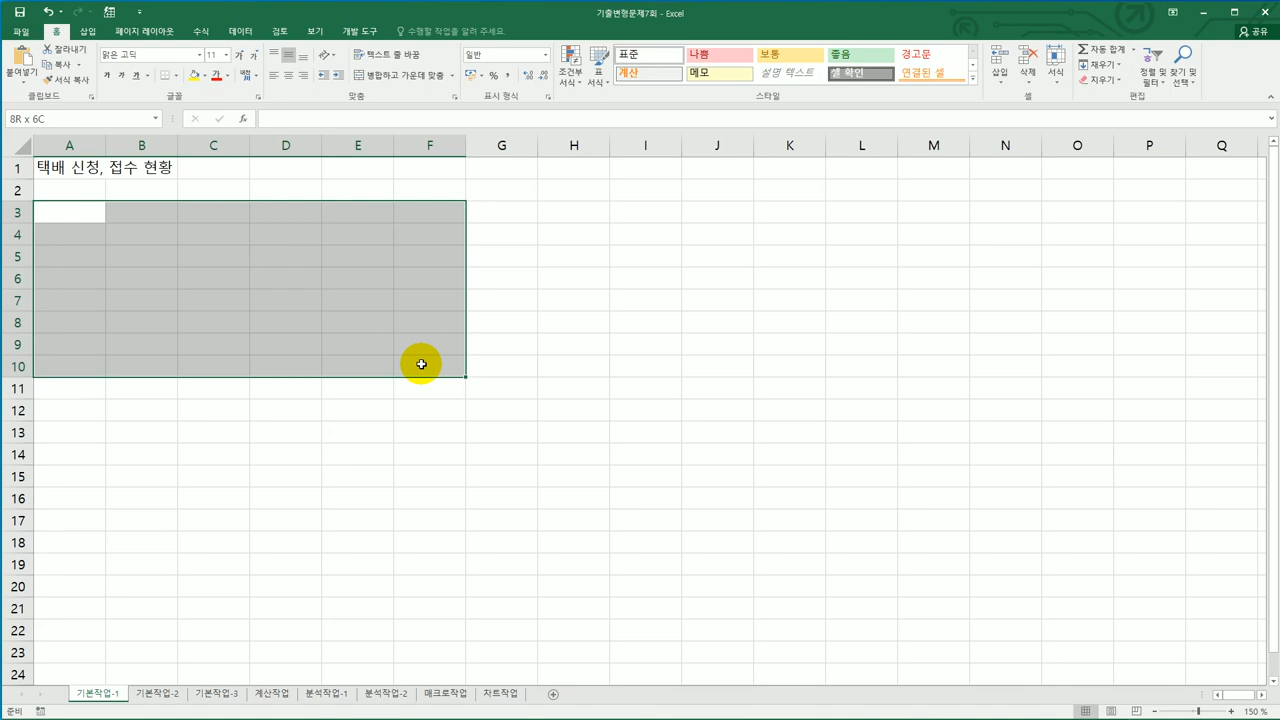 기출변형문제7회 - Excel
파일 홈 삽입 페이지 레이아웃 수식 데이터 검토 보기 개발 도구 수행할 작업을 알려 주세요. 공유
잘라내기 맑은 고딕 11 텍스트 줄 바꿈 일반 표준 나쁨 보통 좋음 경고문 자동 합계
복사 채우기
붙여넣기 서식 복사 가 가 병합하고 가운데 맞춤 조건부 서식 표 서식 계산 메모 설명 텍스트 셀 확인 연결된 셀 삽입 삭제 서식 지우기 정렬 및 필터 찾기 및 선택
클립보드 글꼴 맞춤 표시 형식 스타일 셀 편집
8R x 6C fx
A B C D E F G H I J K L M N O P Q
1 택배 신청, 접수 현황
2
3
4
5
6
7
8
9
10
11
12
13
14
15
16
17
18
19
20
21
22
23
24
기본작업-1 기본작업-2 기본작업-3 계산작업 분석작업-1 분석작업-2 매크로작업 차트작업
준비 150 %